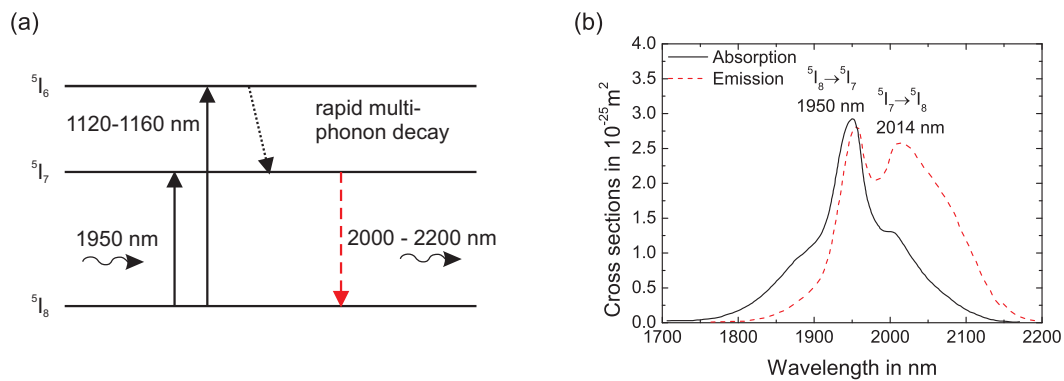 (a)
⁵I₆
rapid multi-
phonon decay
1120-1160 nm
⁵I₇
1950 nm
2000 - 2200 nm
⁵I₈
(b)
Cross sections in 10⁻²⁵m²
4.0
3.5
3.0
2.5
2.0
1.5
1.0
0.5
0.0
Absorption
Emission
⁵I₈→⁵I₇
1950 nm
⁵I₇→⁵I₈
2014 nm
1700 1800 1900 2000 2100 2200
Wavelength in nm